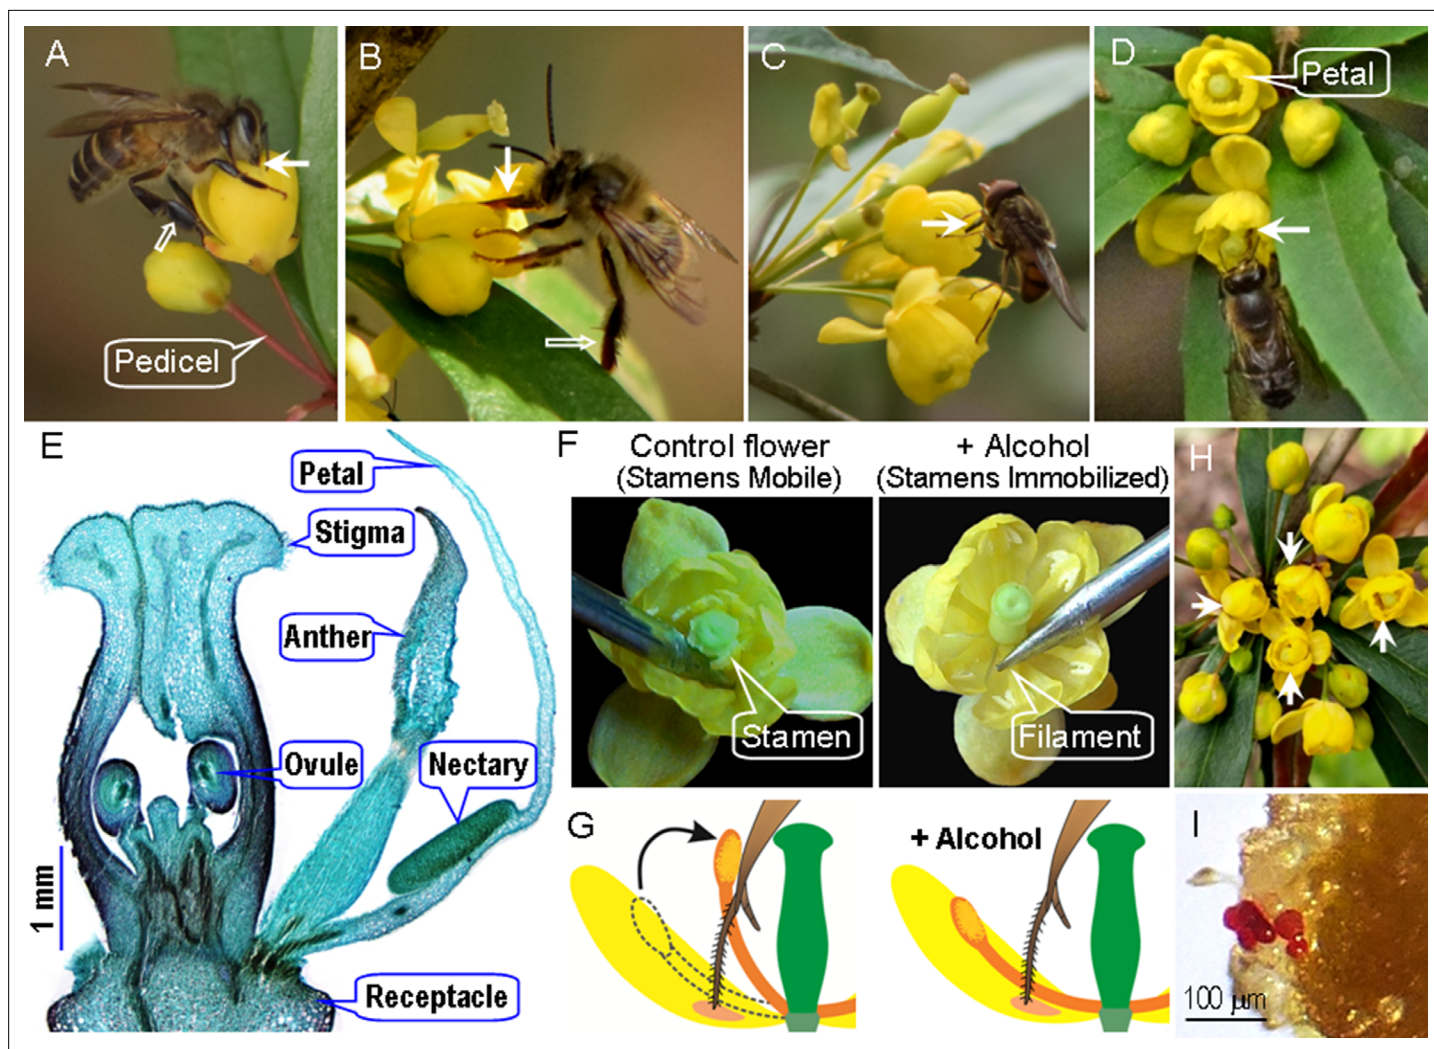 A
B
C
D
Petal
Pedicel
E
Petal
Stigma
Anther
Ovule
Nectary
1 mm
Receptacle
F
Control flower
(Stamens Mobile)
+ Alcohol
(Stamens Immobilized)
Stamen
Filament
H
G
+ Alcohol
I
100 µm